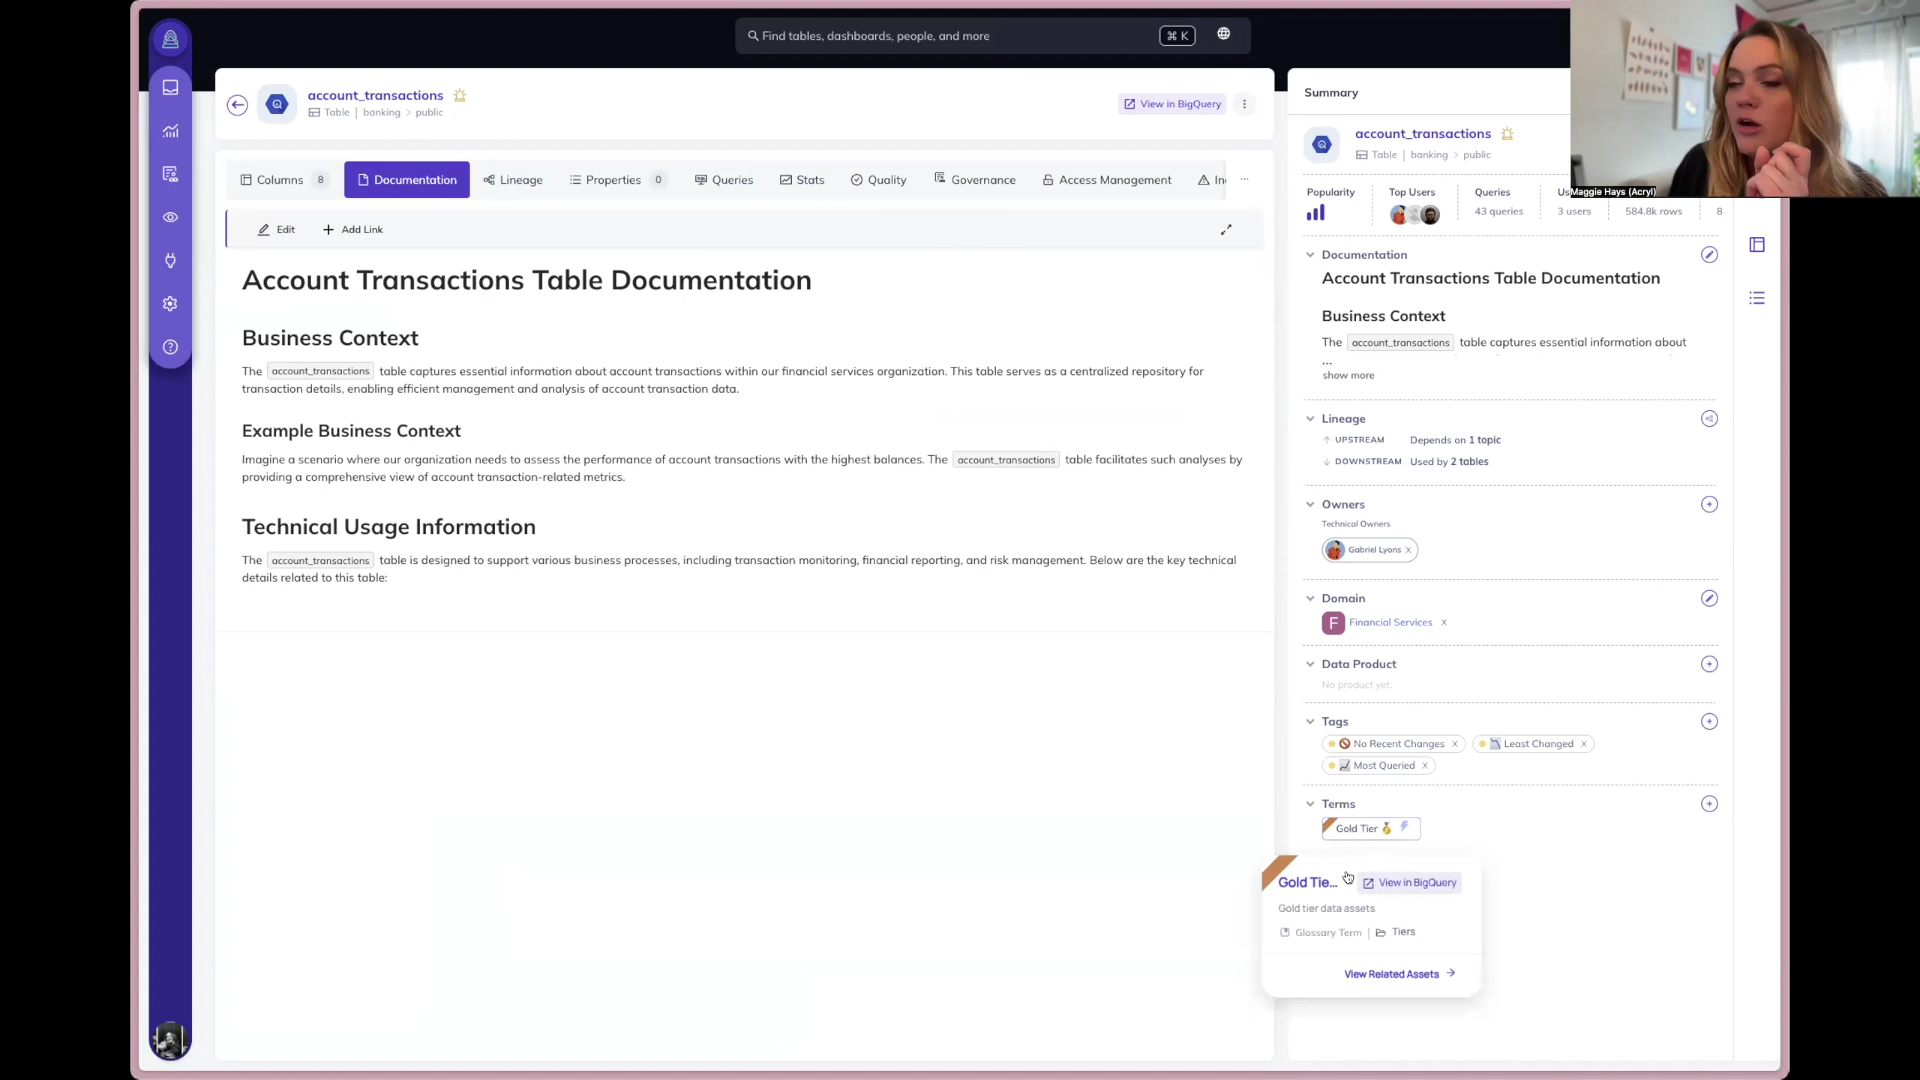 Find tables, dashboards, people, and more
⌘ K
account_transactions
Table | banking > public
View in BigQuery
Columns 8
Documentation
Lineage
Properties 0
Queries
Stats
Quality
Governance
Access Management
Edit
Add Link
Account Transactions Table Documentation
Business Context
The account_transactions table captures essential information about account transactions within our financial services organization. This table serves as a centralized repository for
transaction details, enabling efficient management and analysis of account transaction data.
Example Business Context
Imagine a scenario where our organization needs to assess the performance of account transactions with the highest balances. The account_transactions table facilitates such analyses by
providing a comprehensive view of account transaction-related metrics.
Technical Usage Information
The account_transactions table is designed to support various business processes, including transaction monitoring, financial reporting, and risk management. Below are the key technical
details related to this table:
Summary
account_transactions
Table | banking > public
Maggie Hays (Acryl)
Popularity
Top Users
Queries
43 queries
3 users
584.8k rows
8
Documentation
Account Transactions Table Documentation
Business Context
The account_transactions table captures essential information about
...
show more
Lineage
UPSTREAM Depends on 1 topic
DOWNSTREAM Used by 2 tables
Owners
Technical Owners
Gabriel Lyons X
Domain
F Financial Services X
Data Product
No product yet.
Tags
No Recent Changes X
Least Changed X
Most Queried X
Terms
Gold Tier
Gold Tie...
View in BigQuery
Gold tier data assets
Glossary Term | Tiers
View Related Assets